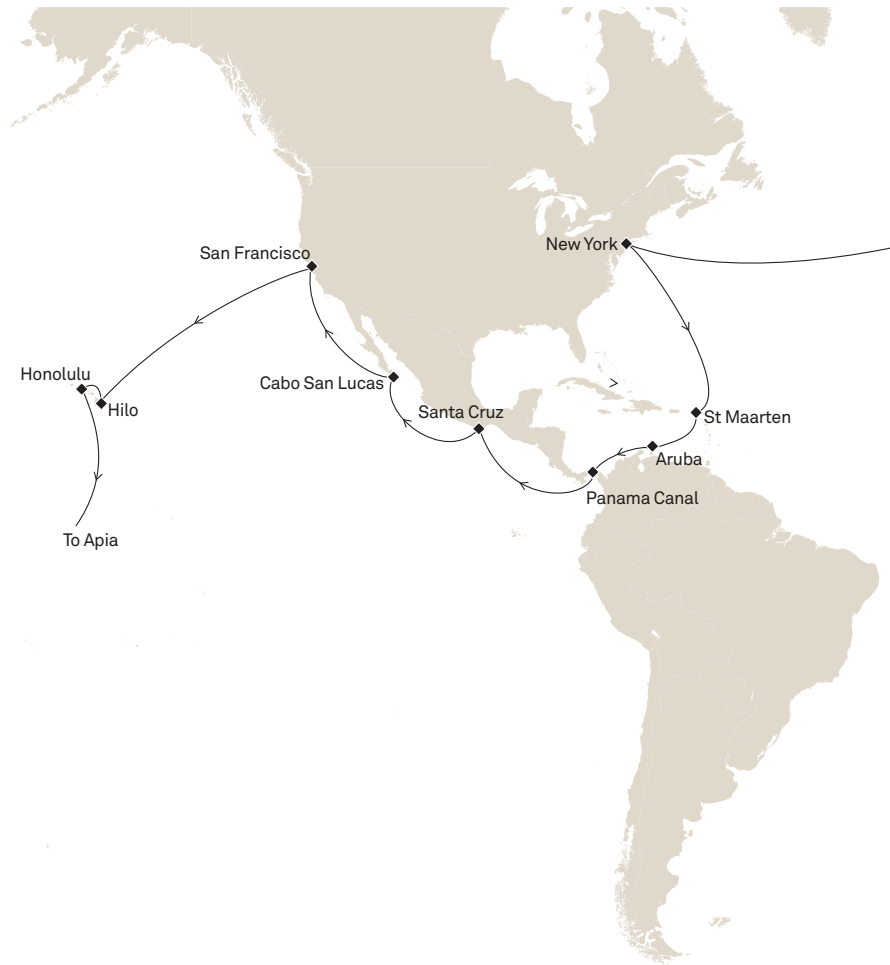 New York
San Francisco
Honolulu
Cabo San Lucas
Hilo
Santa Cruz
St Maarten
Aruba
Panama Canal
To Apia